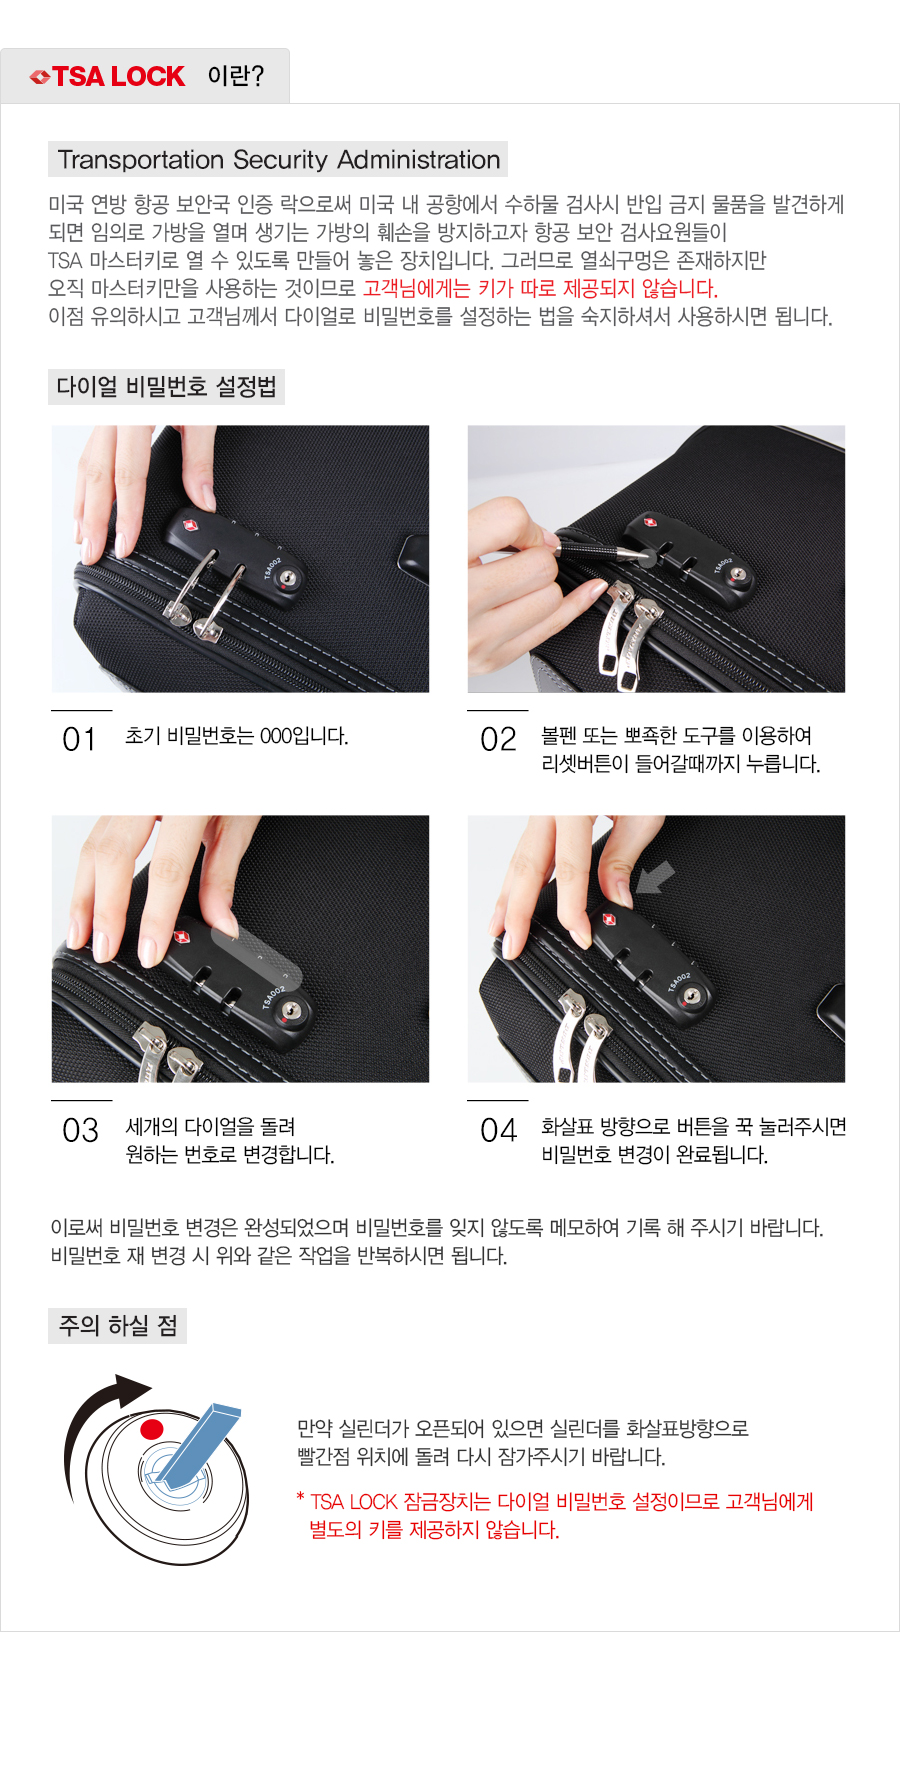 TSA LOCK 이란?
Transportation Security Administration
미국 연방 항공 보안국 인증 락으로써 미국 내 공항에서 수하물 검사시 반입 금지 물품을 발견하게
되면 임의로 가방을 열며 생기는 가방의 훼손을 방지하고자 항공 보안 검사요원들이
TSA 마스터키로 열 수 있도록 만들어 놓은 장치입니다. 그러므로 열쇠구멍은 존재하지만
오직 마스터키만을 사용하는 것이므로 고객님에게는 키가 따로 제공되지 않습니다.
이점 유의하시고 고객님께서 다이얼로 비밀번호를 설정하는 법을 숙지하셔서 사용하시면 됩니다.
다이얼 비밀번호 설정법
TSA002
TSA002
01 초기 비밀번호는 000입니다.
02 볼펜 또는 뽀죡한 도구를 이용하여
리셋버튼이 들어갈때까지 누릅니다.
TSA002
TSA002
03 세개의 다이얼을 돌려
원하는 번호로 변경합니다.
04 화살표 방향으로 버튼을 꾹 눌러주시면
비밀번호 변경이 완료됩니다.
이로써 비밀번호 변경은 완성되었으며 비밀번호를 잊지 않도록 메모하여 기록 해 주시기 바랍니다.
비밀번호 재 변경 시 위와 같은 작업을 반복하시면 됩니다.
주의 하실 점
만약 실린더가 오픈되어 있으면 실린더를 화살표방향으로
빨간점 위치에 돌려 다시 잠가주시기 바랍니다.
* TSA LOCK 잠금장치는 다이얼 비밀번호 설정이므로 고객님에게
별도의 키를 제공하지 않습니다.